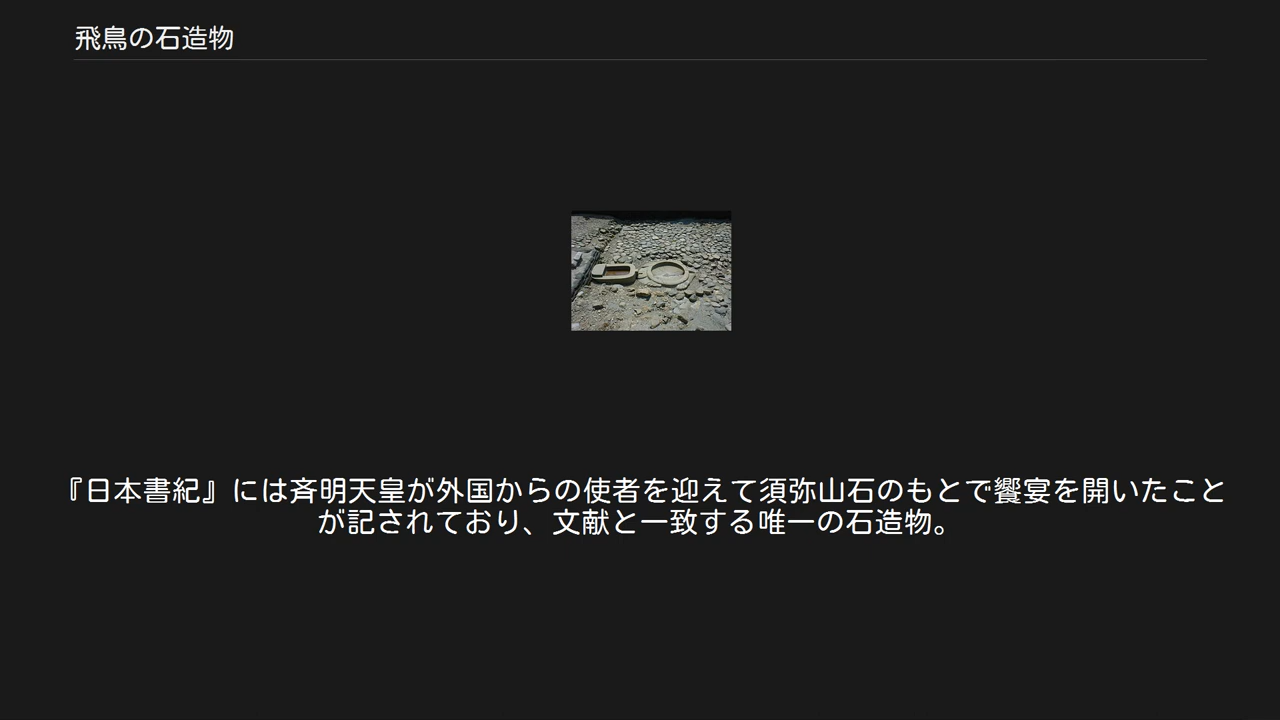 飛鳥の石造物
『日本書紀』には斉明天皇が外国からの使者を迎えて須弥山石のもとで饗宴を開いたこと
が記されており、文献と一致する唯一の石造物。